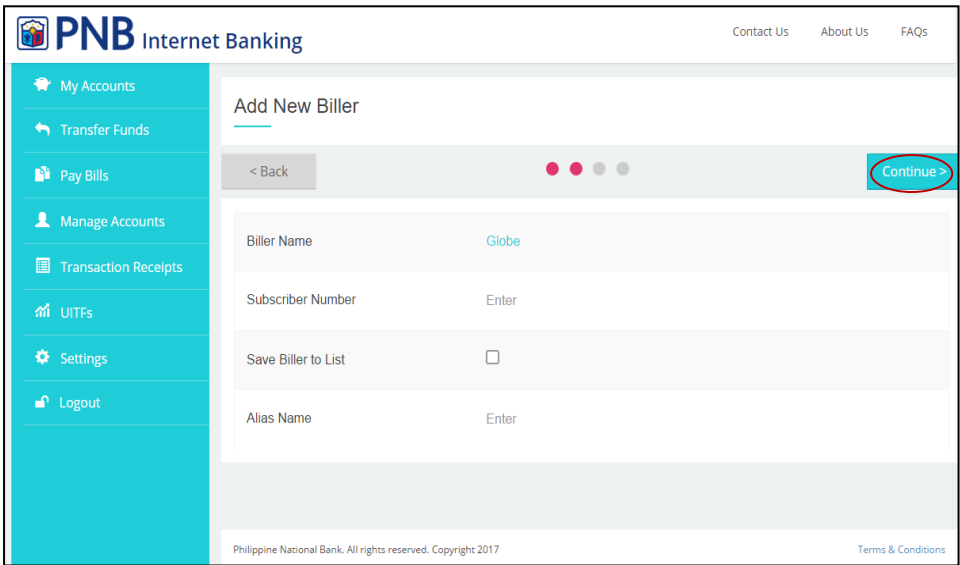 PNB Internet Banking
Contact Us About Us FAQs
My Accounts
Transfer Funds
Pay Bills
Manage Accounts
Transaction Receipts
UITFs
Settings
Logout
Add New Biller
< Back
Continue >
Biller Name Globe
Subscriber Number Enter
Save Biller to List
Alias Name Enter
Philippine National Bank. All rights reserved. Copyright 2017
Terms & Conditions